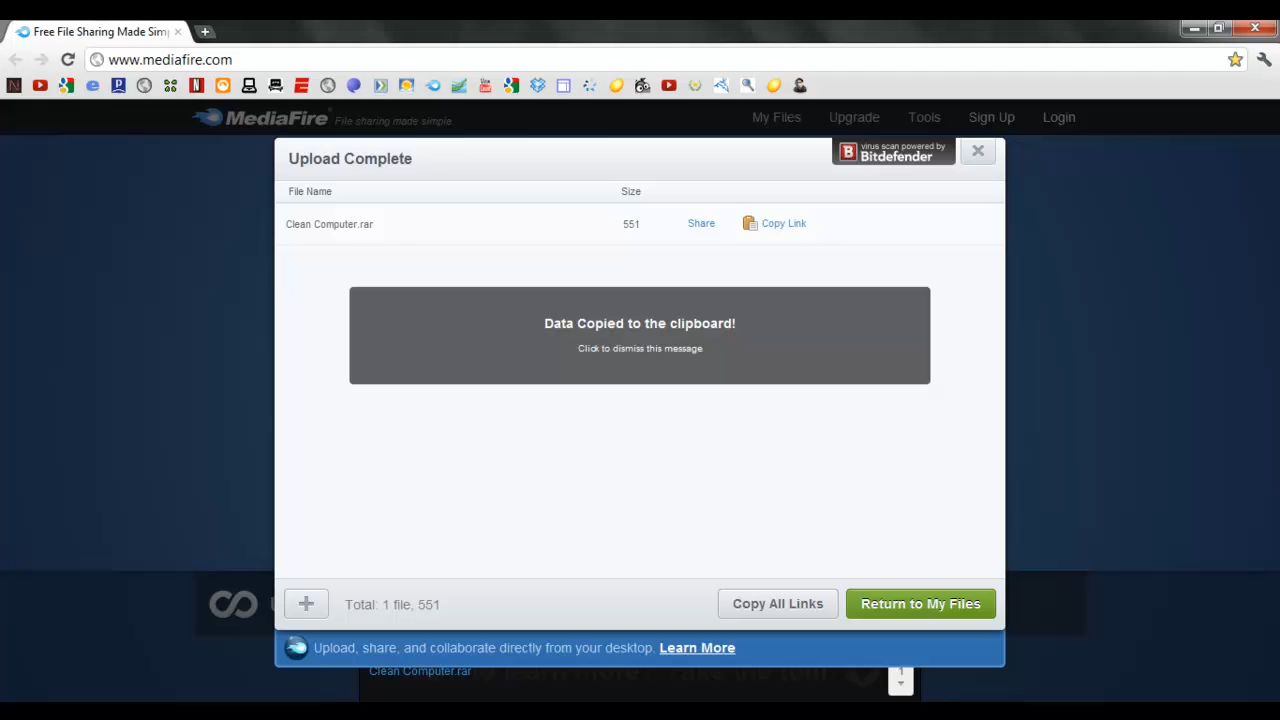 Free File Sharing Made Sim
www.mediafire.com
MediaFire File sharing made simple.
My Files Upgrade Tools Sign Up Login
Upload Complete
virus scan powered by
Bitdefender
File Name Size
Clean Computer.rar 551 Share Copy Link
Data Copied to the clipboard!
Click to dismiss this message.
Total: 1 file, 551
Copy All Links
Return to My Files
Upload, share, and collaborate directly from your desktop. Learn More
Clean Computer.rar
1